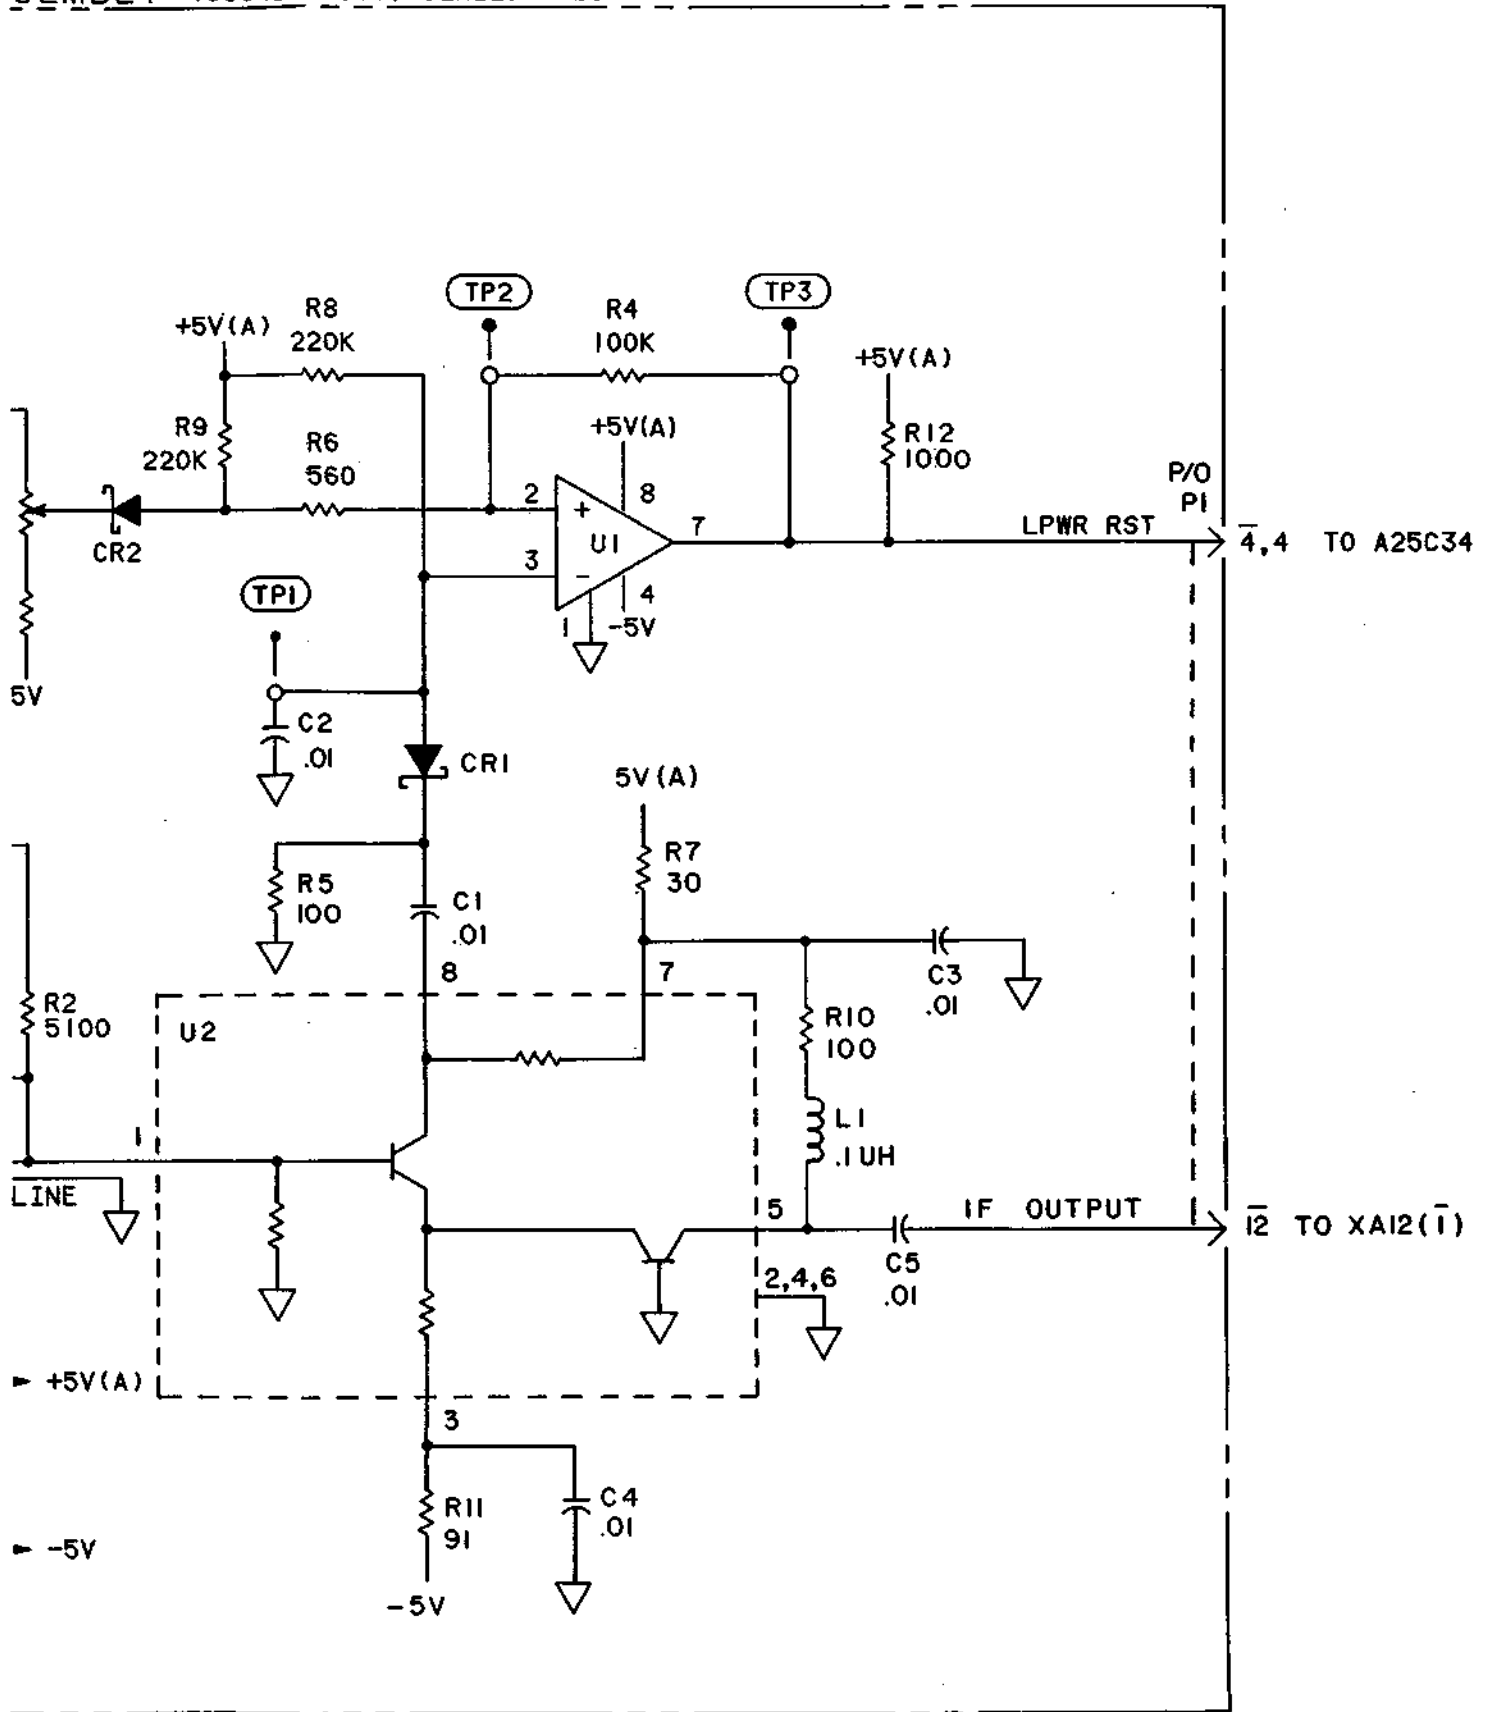 TP2
TP3
R8
220K
R4
100K
+5V(A)
+5V(A)
R9
220K
R6
560
+5V(A)
R12
1000
P/O
P1
2
+
8
U1
7
LPWR RST
4̅,4 TO A25C34
CR2
3
-
4
TP1
1
-5V
5V
C2
.01
CR1
5V(A)
R7
30
R5
100
C1
.01
8
7
C3
.01
R2
5100
U2
R10
100
L1
.1UH
1
LINE
5
IF OUTPUT
1̅2̅ TO XA12(1̅)
C5
.01
2,4,6
+5V(A)
3
R11
91
C4
.01
-5V
-5V